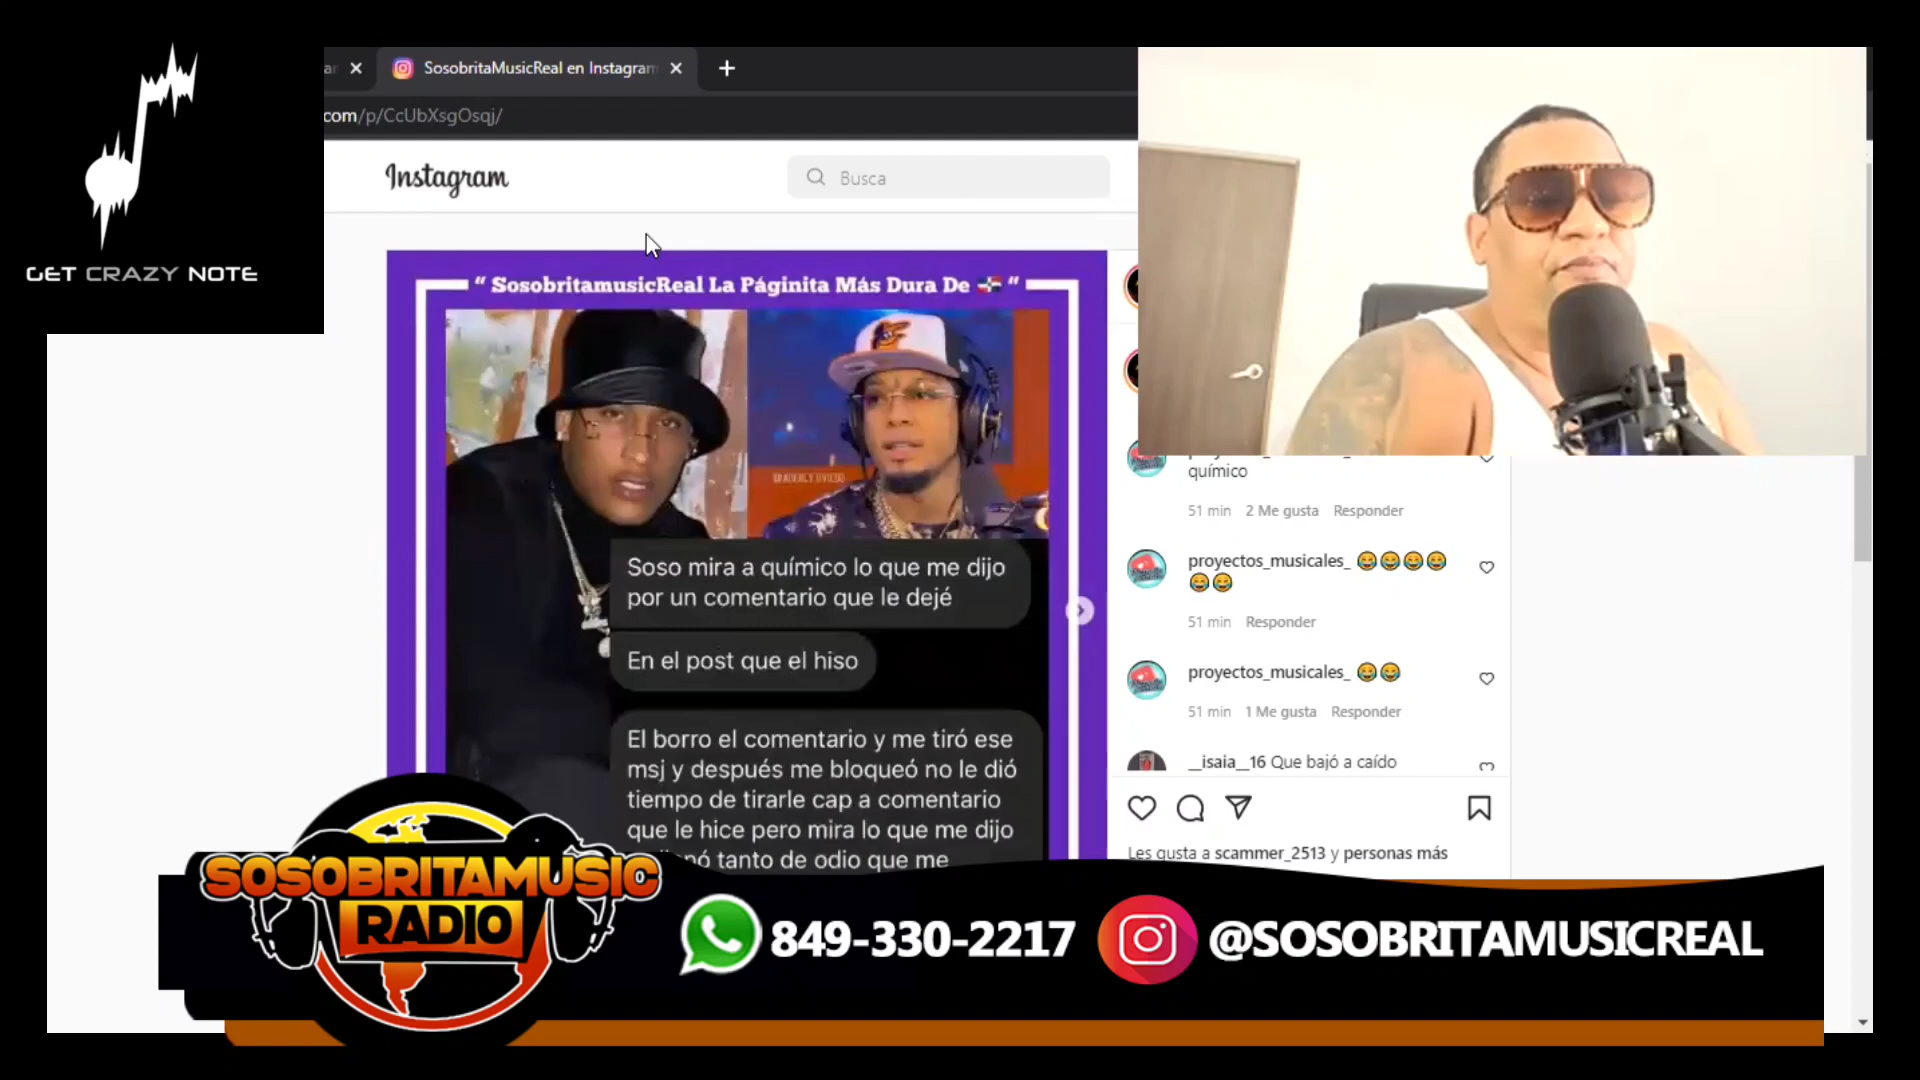 GET CRAZY NOTE
SosobritaMusicReal en Instagram
com/p/CcUbXsgOsqj/
Instagram
Busca
“ SosobritamusicReal La Páginita Más Dura De 🇩🇴 “
Soso mira a químico lo que me dijo
por un comentario que le dejé
En el post que el hiso
El borro el comentario y me tiró ese
msj y después me bloqueó no le dió
tiempo de tirarle cap a comentario
que le hice pero mira lo que me dijo
tanto de odio que me
químico
51 min 2 Me gusta Responder
proyectos_musicales_ 😂😂😂😂
😂😂
51 min Responder
proyectos_musicales_ 😂😂
51 min 1 Me gusta Responder
__isaia__16 Que bajó a caído
Les gusta a scammer_2513 y personas más
SOSOBRITAMUSIC
RADIO
849-330-2217
@SOSOBRITAMUSICREAL